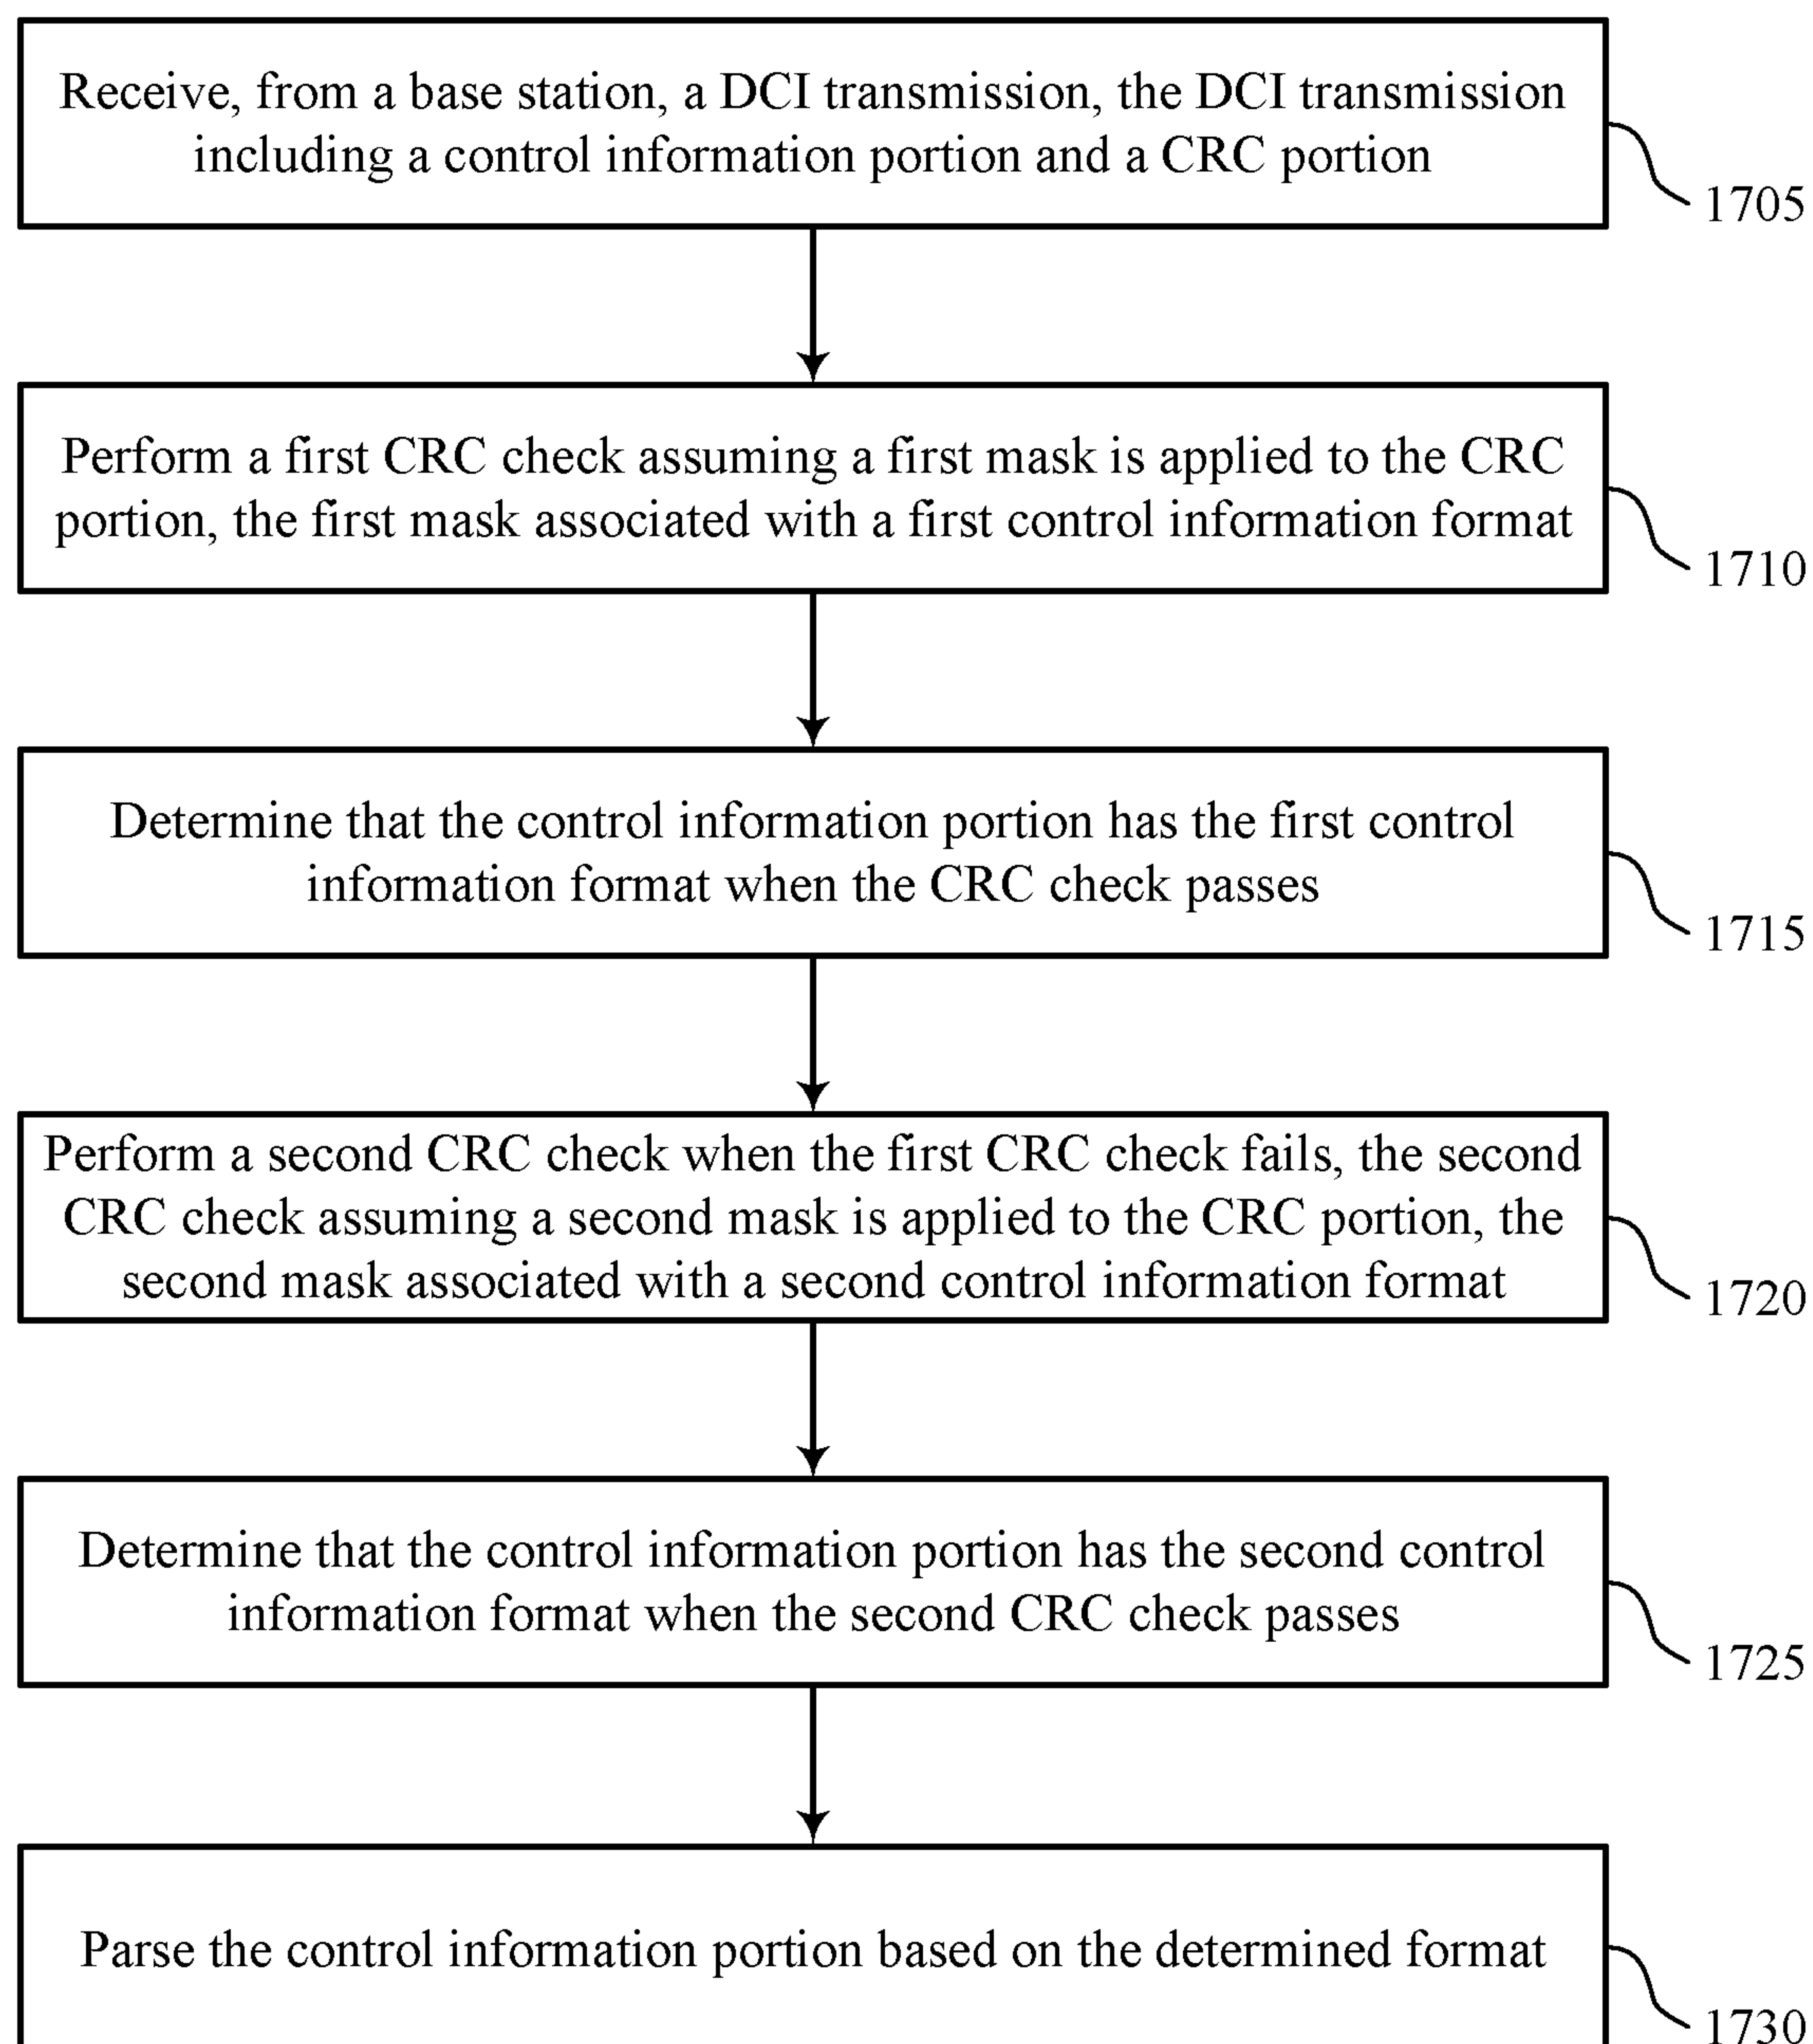 Receive, from a base station, a DCI transmission, the DCI transmission
including a control information portion and a CRC portion
1705
Perform a first CRC check assuming a first mask is applied to the CRC
portion, the first mask associated with a first control information format
1710
Determine that the control information portion has the first control
information format when the CRC check passes
1715
Perform a second CRC check when the first CRC check fails, the second
CRC check assuming a second mask is applied to the CRC portion, the
second mask associated with a second control information format
1720
Determine that the control information portion has the second control
information format when the second CRC check passes
1725
Parse the control information portion based on the determined format
1730